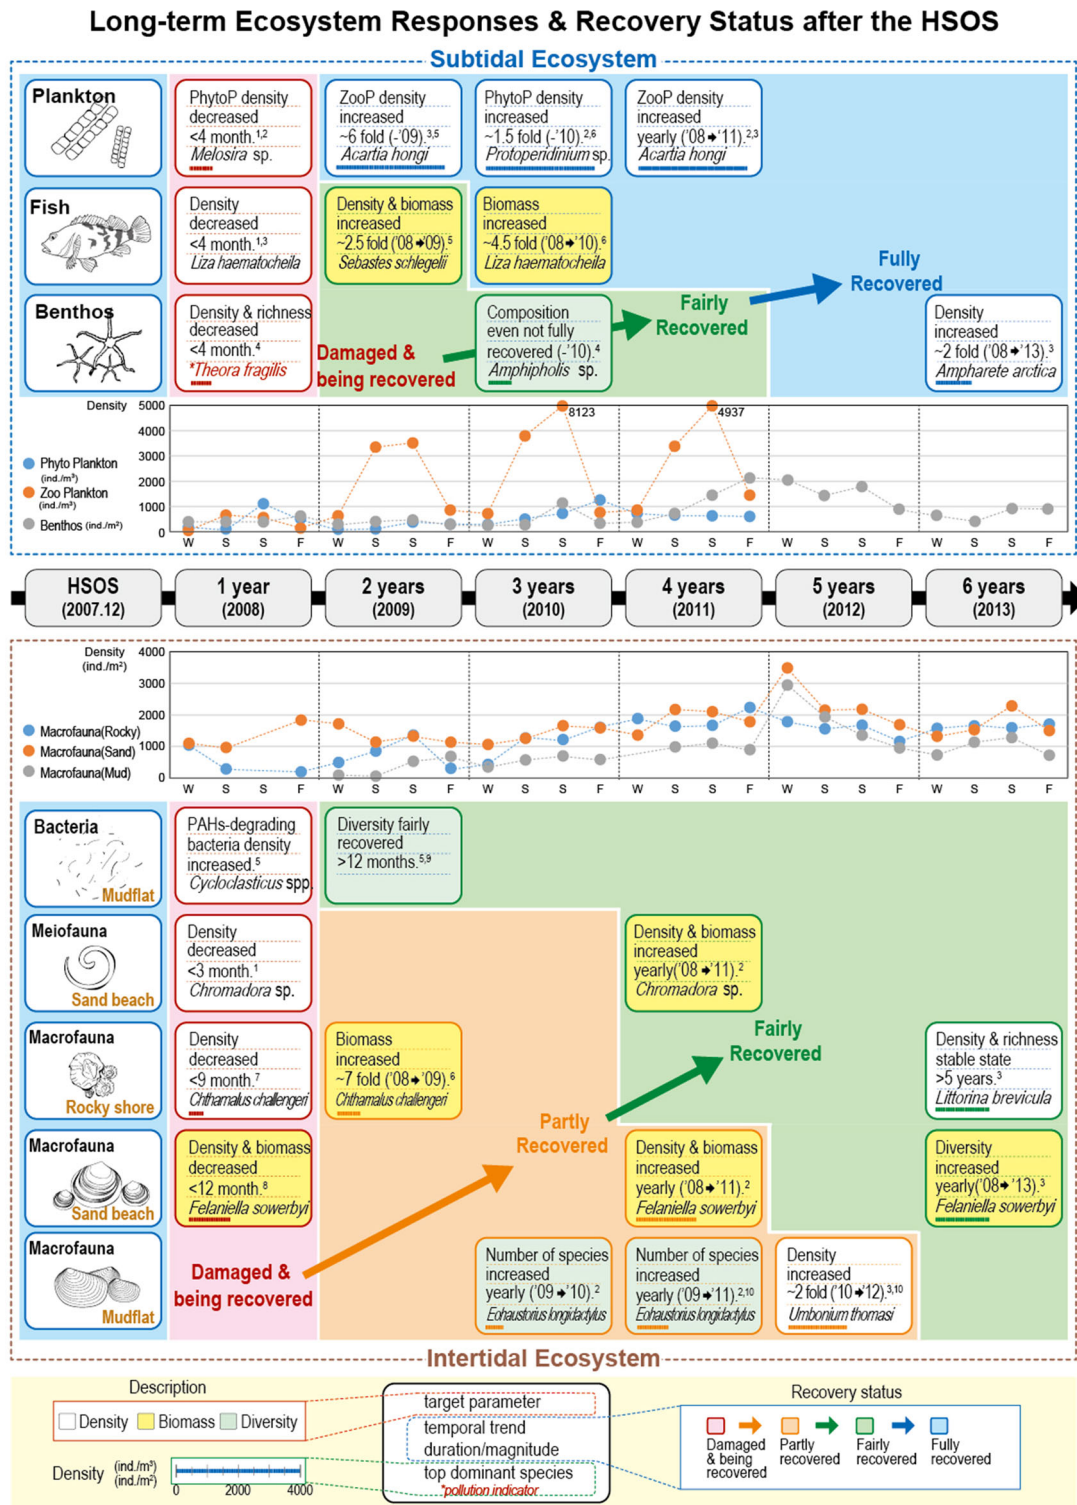 Long-term Ecosystem Responses & Recovery Status after the HSOS
Subtidal Ecosystem
Plankton
PhytoP density
decreased
<4 month.1,2
Melosira sp.
ZooP density
increased
~6 fold (-'09).3,5
Acartia hongi
PhytoP density
increased
~1.5 fold (-'10).2,6
Protoperidinium sp.
ZooP density
increased
yearly ('08➔'11).2,3
Acartia hongi
Fish
Density
decreased
<4 month.1,3
Liza haematocheila
Density & biomass
increased
~2.5 fold ('08➔'09).5
Sebastes schlegelii
Biomass
increased
~4.5 fold ('08➔'10).6
Liza haematocheila
Fully
Recovered
Benthos
Density & richness
decreased
<4 month.4
*Theora fragilis
Damaged &
being recovered
Composition
even not fully
recovered (-'10).4
Amphipholis sp.
Fairly
Recovered
Density
increased
~2 fold ('08➔'13).3
Ampharete arctica
Density
5000
4000
3000
2000
1000
0
8123
4937
Phyto Plankton
(ind./m³)
Zoo Plankton
(ind./m³)
Benthos (ind./m²)
W S S F W S S F W S S F W S S F W S S F W S S F
HSOS
(2007.12)
1 year
(2008)
2 years
(2009)
3 years
(2010)
4 years
(2011)
5 years
(2012)
6 years
(2013)
Density
(ind./m²)
4000
3000
2000
1000
0
Macrofauna(Rocky)
Macrofauna(Sand)
Macrofauna(Mud)
W S S F W S S F W S S F W S S F W S S F W S S F
Bacteria
Mudflat
PAHs-degrading
bacteria density
increased.5
Cycloclasticus spp.
Diversity fairly
recovered
>12 months.5,9
Meiofauna
Sand beach
Density
decreased
<3 month.1
Chromadora sp.
Density & biomass
increased
yearly('08 ➔'11).2
Chromadora sp.
Macrofauna
Rocky shore
Density
decreased
<9 month.7
Chthamalus challengeri
Biomass
increased
~7 fold ('08➔'09).6
Chthamalus challengeri
Fairly
Recovered
Density & richness
stable state
>5 years.3
Littorina brevicula
Partly
Recovered
Macrofauna
Sand beach
Density & biomass
decreased
<12 month.8
Felaniella sowerbyi
Density & biomass
increased
yearly ('08➔'11).2
Felaniella sowerbyi
Diversity
increased
yearly('08➔'13).3
Felaniella sowerbyi
Macrofauna
Mudflat
Damaged &
being recovered
Number of species
increased
yearly ('09 ➔'10).2
Eohaustorius longidactylus
Number of species
increased
yearly ('09 ➔'11).2,10
Eohaustorius longidactylus
Density
increased
~2 fold ('10 ➔'12).3,10
Umbonium thomasi
Intertidal Ecosystem
Description
Density
Biomass
Diversity
Density
(ind./m³)
(ind./m²)
0 2000 4000
target parameter
temporal trend
duration/magnitude
top dominant species
*pollution indicator
Recovery status
Damaged
& being
recovered
Partly
recovered
Fairly
recovered
Fully
recovered